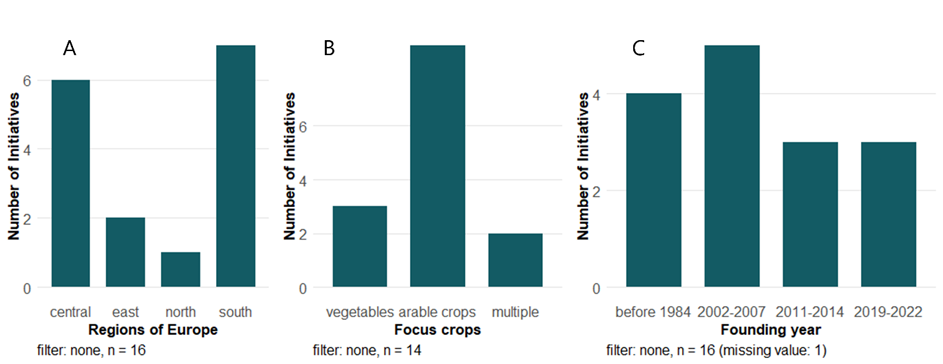 A
Number of Initiatives
6
4
2
0
central east north south
Regions of Europe
filter: none, n = 16
B
Number of Initiatives
6
4
2
0
vegetables arable crops multiple
Focus crops
filter: none, n = 14
C
Number of Initiatives
4
2
0
before 1984 2002-2007 2011-2014 2019-2022
Founding year
filter: none, n = 16 (missing value: 1)